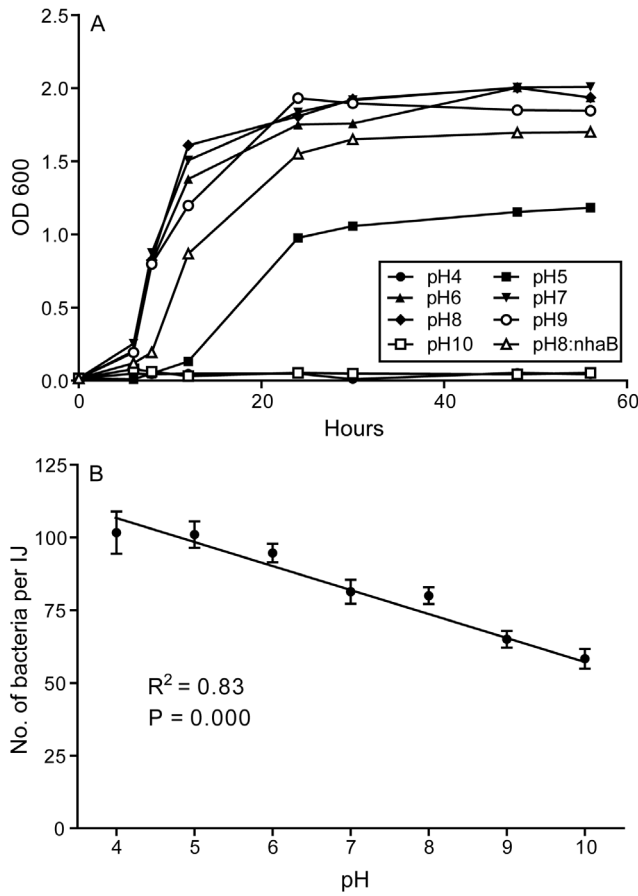 A
2.5
2.0
1.5
1.0
0.5
0.0
OD 600
0 20 40 60
Hours
pH4 pH5
pH6 pH7
pH8 pH9
pH10 pH8:nhaB
B
125
100
75
50
25
0
No. of bacteria per IJ
R² = 0.83
P = 0.000
4 5 6 7 8 9 10
pH